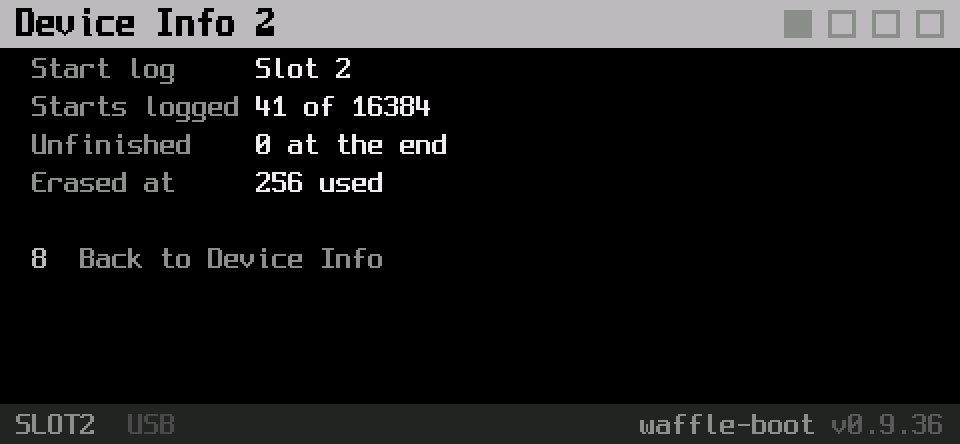 Device Info 2
Start log Slot 2
Starts logged 41 of 16384
Unfinished 0 at the end
Erased at 256 used
8 Back to Device Info
SLOT2 USB waffle-boot v0.9.36